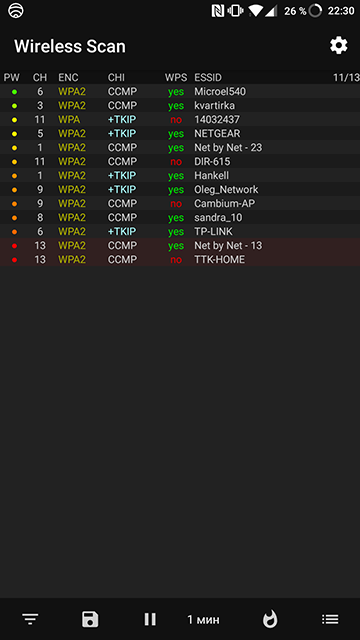 26 % 22:30
Wireless Scan
PW CH ENC CHI WPS ESSID 11/13
6 WPA2 CCMP yes Microel540
3 WPA2 CCMP yes kvartirka
11 WPA +TKIP no 14032437
5 WPA2 +TKIP yes NETGEAR
1 WPA2 CCMP yes Net by Net - 23
11 WPA2 CCMP no DIR-615
1 WPA2 +TKIP yes Hankell
9 WPA2 +TKIP yes Oleg_Network
9 WPA2 CCMP no Cambium-AP
8 WPA2 CCMP yes sandra_10
6 WPA2 +TKIP yes TP-LINK
13 WPA2 CCMP yes Net by Net - 13
13 WPA2 CCMP no TTK-HOME
1 мин